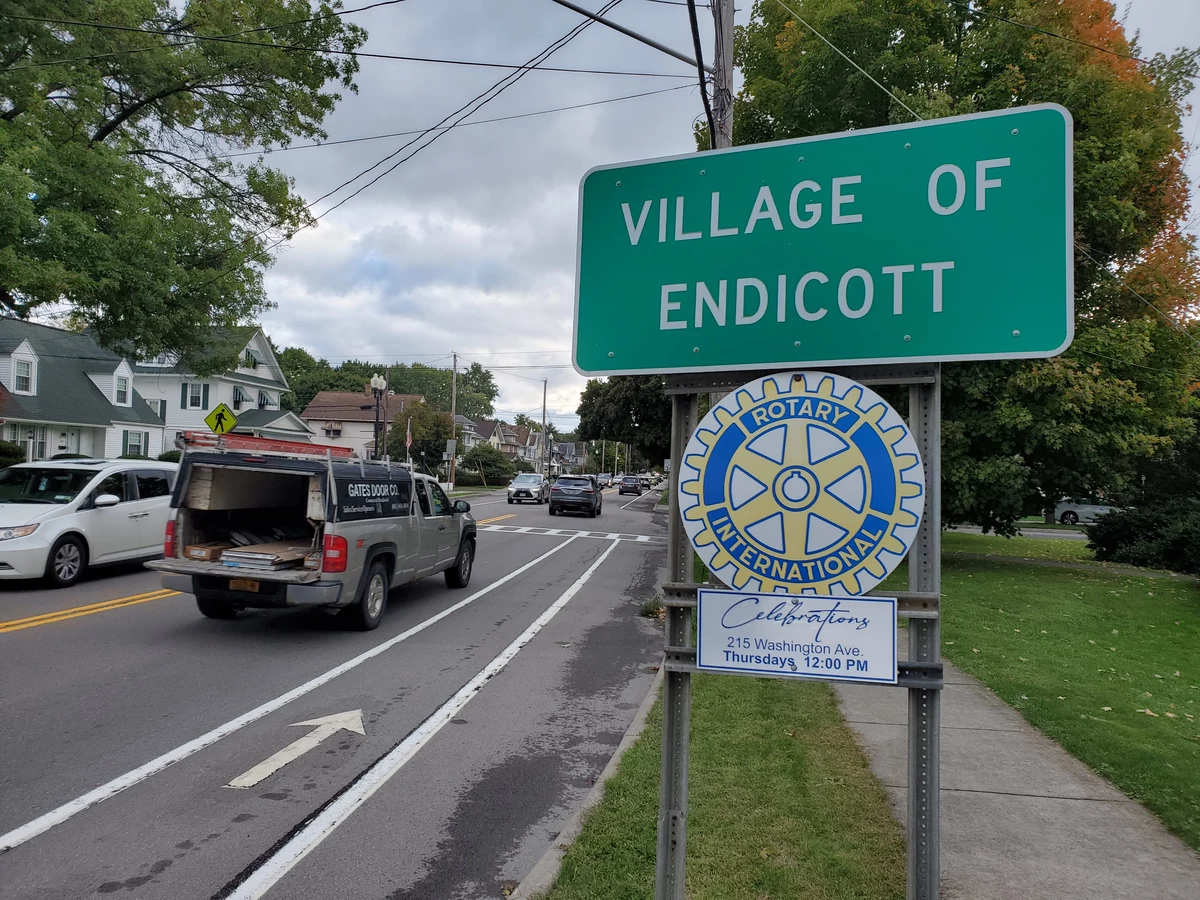 VILLAGE OF
ENDICOTT
ROTARY
INTERNATIONAL
Celebrations
215 Washington Ave.
Thursdays, 12:00 PM
GATES DOOR CO.